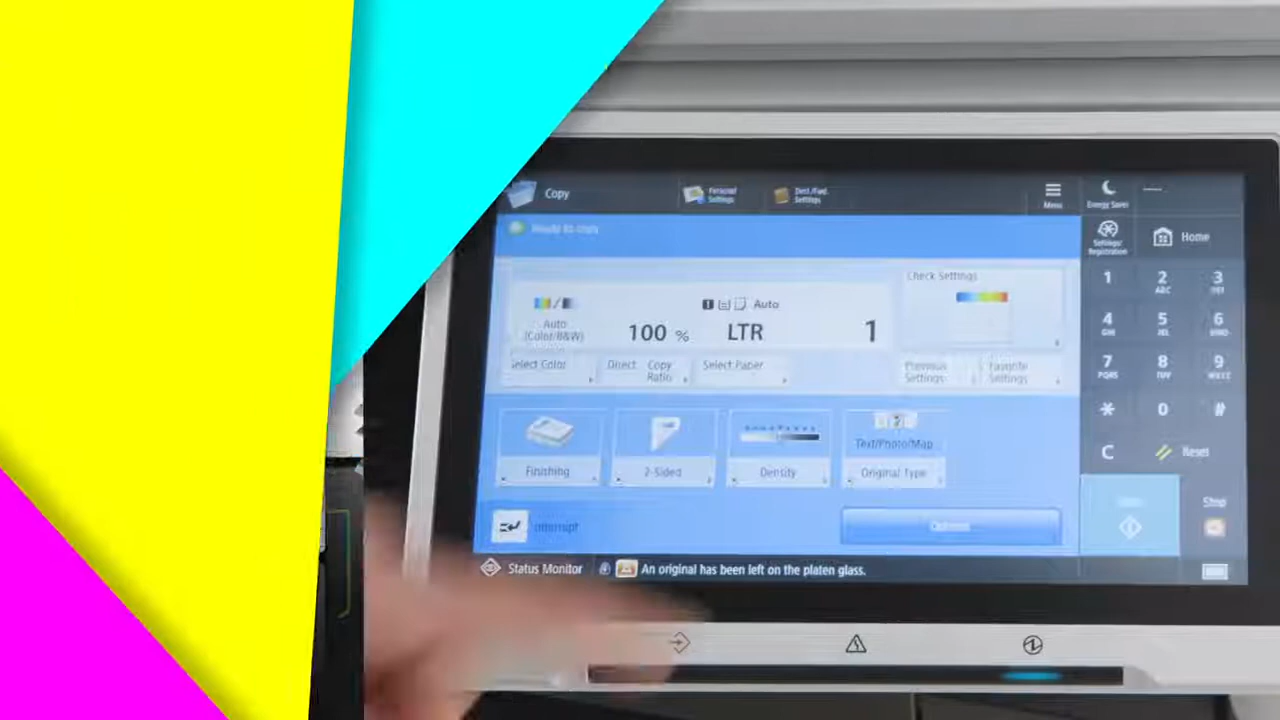 Copy
Personal Settings
Dest./Fwd. Settings
Menu
Energy Saver
Settings/ Registration
Home
Check Settings
Auto (Color/B&W)
100 %
Auto
LTR
1
Select Color
Direct
Copy Ratio
Select Paper
Previous Settings
Favorite Settings
1
2 ABC
3 DEF
4 GHI
5 JKL
6 MNO
7 PQRS
8 TUV
9 WXYZ
*
0
#
C
Reset
Finishing
2-Sided
Density
Text/Photo/Map
Original Type
Interrupt
Options
Start
Stop
Status Monitor
An original has been left on the platen glass.